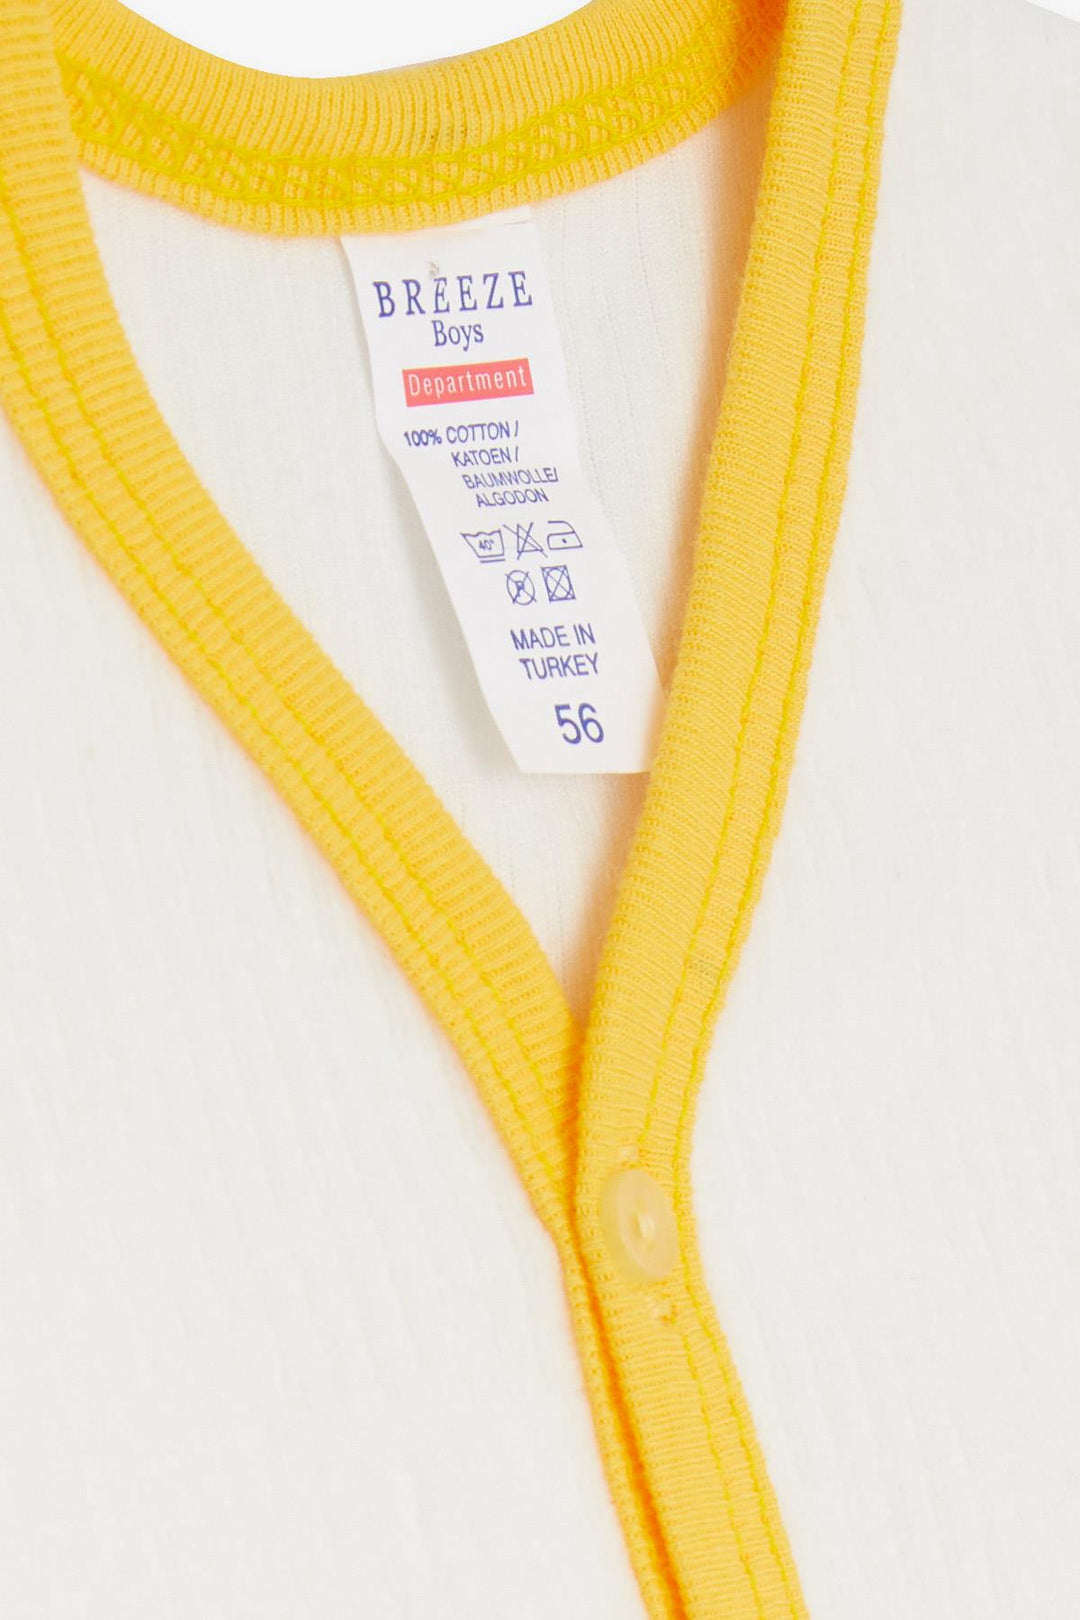 BREEZE
Boys
Department
100% COTTON /
KATOEN /
BAUMWOLLE/
ALGODON
40°
P
MADE IN
TURKEY
56